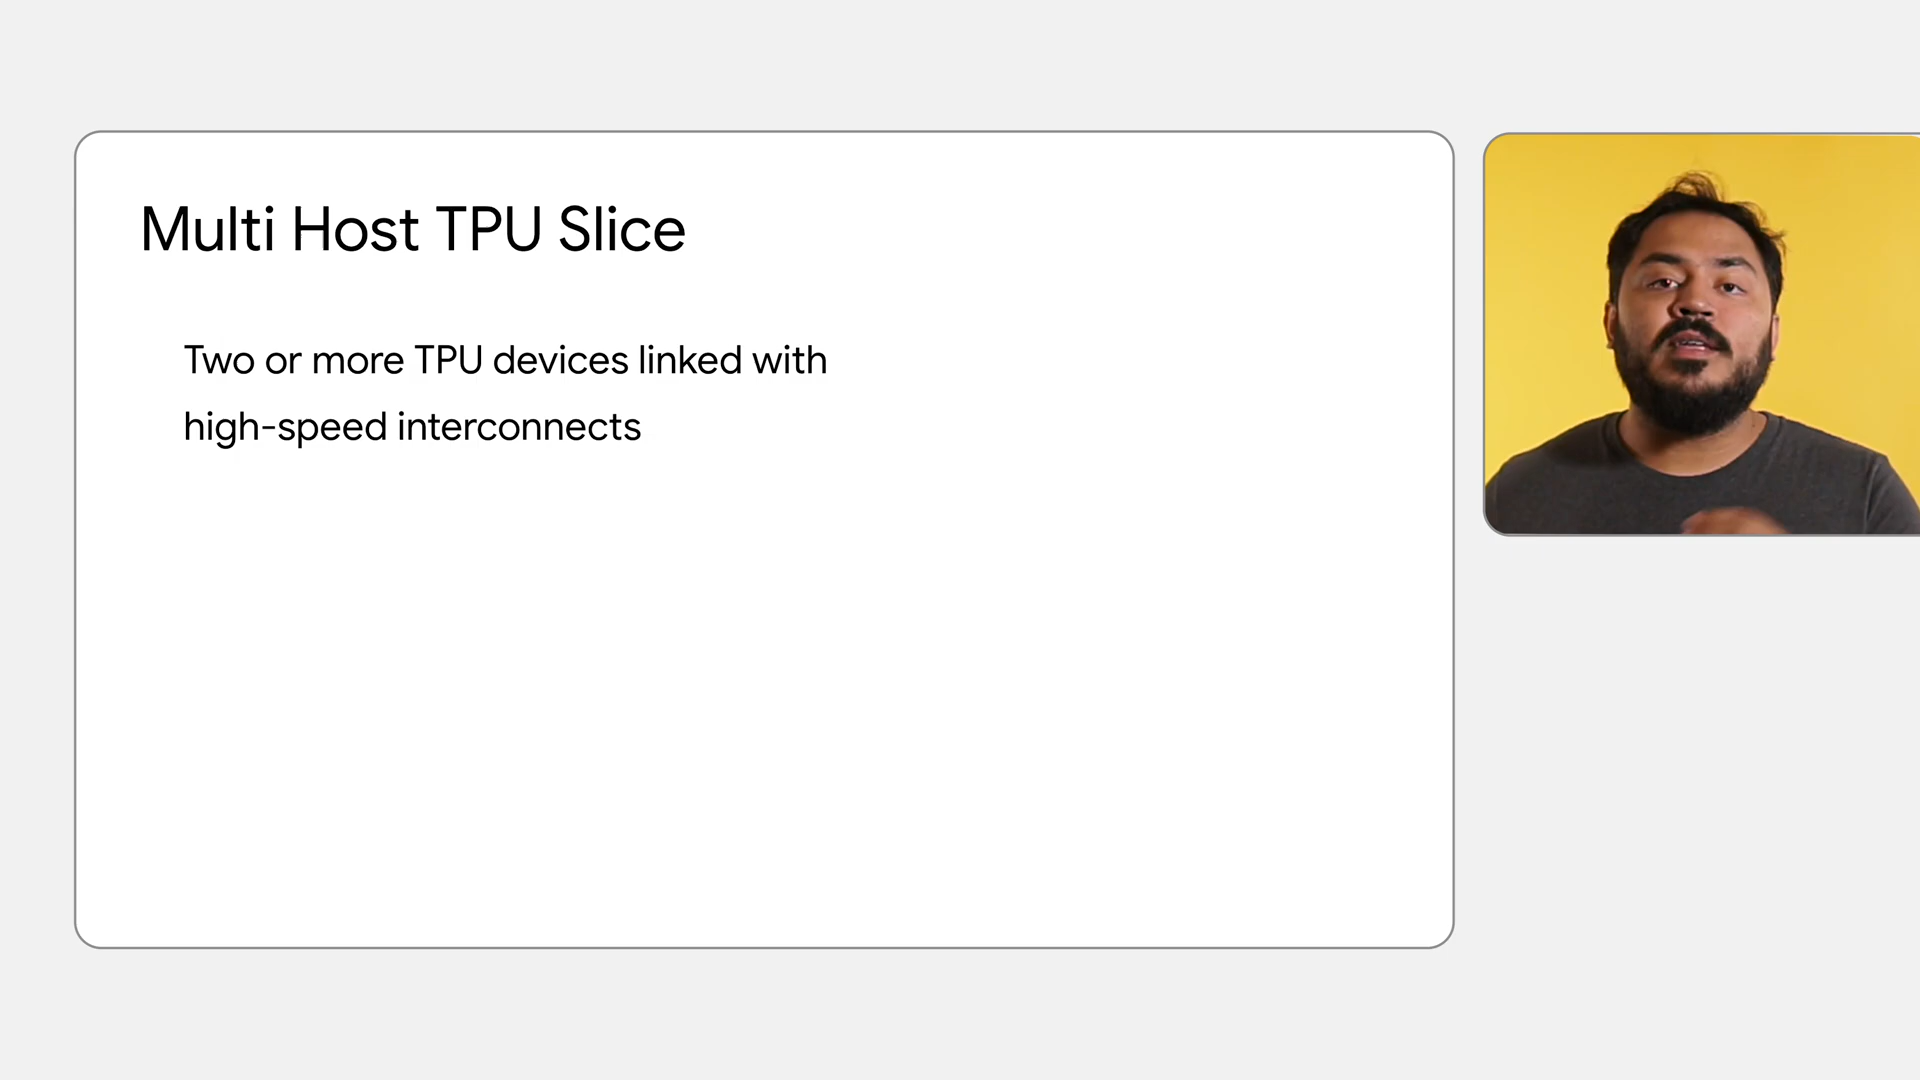 Multi Host TPU Slice
Two or more TPU devices linked with
high-speed interconnects